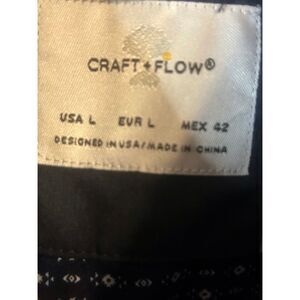 CRAFT + FLOW®
USA L EUR L MEX 42
DESIGNED IN USA/MADE IN CHINA